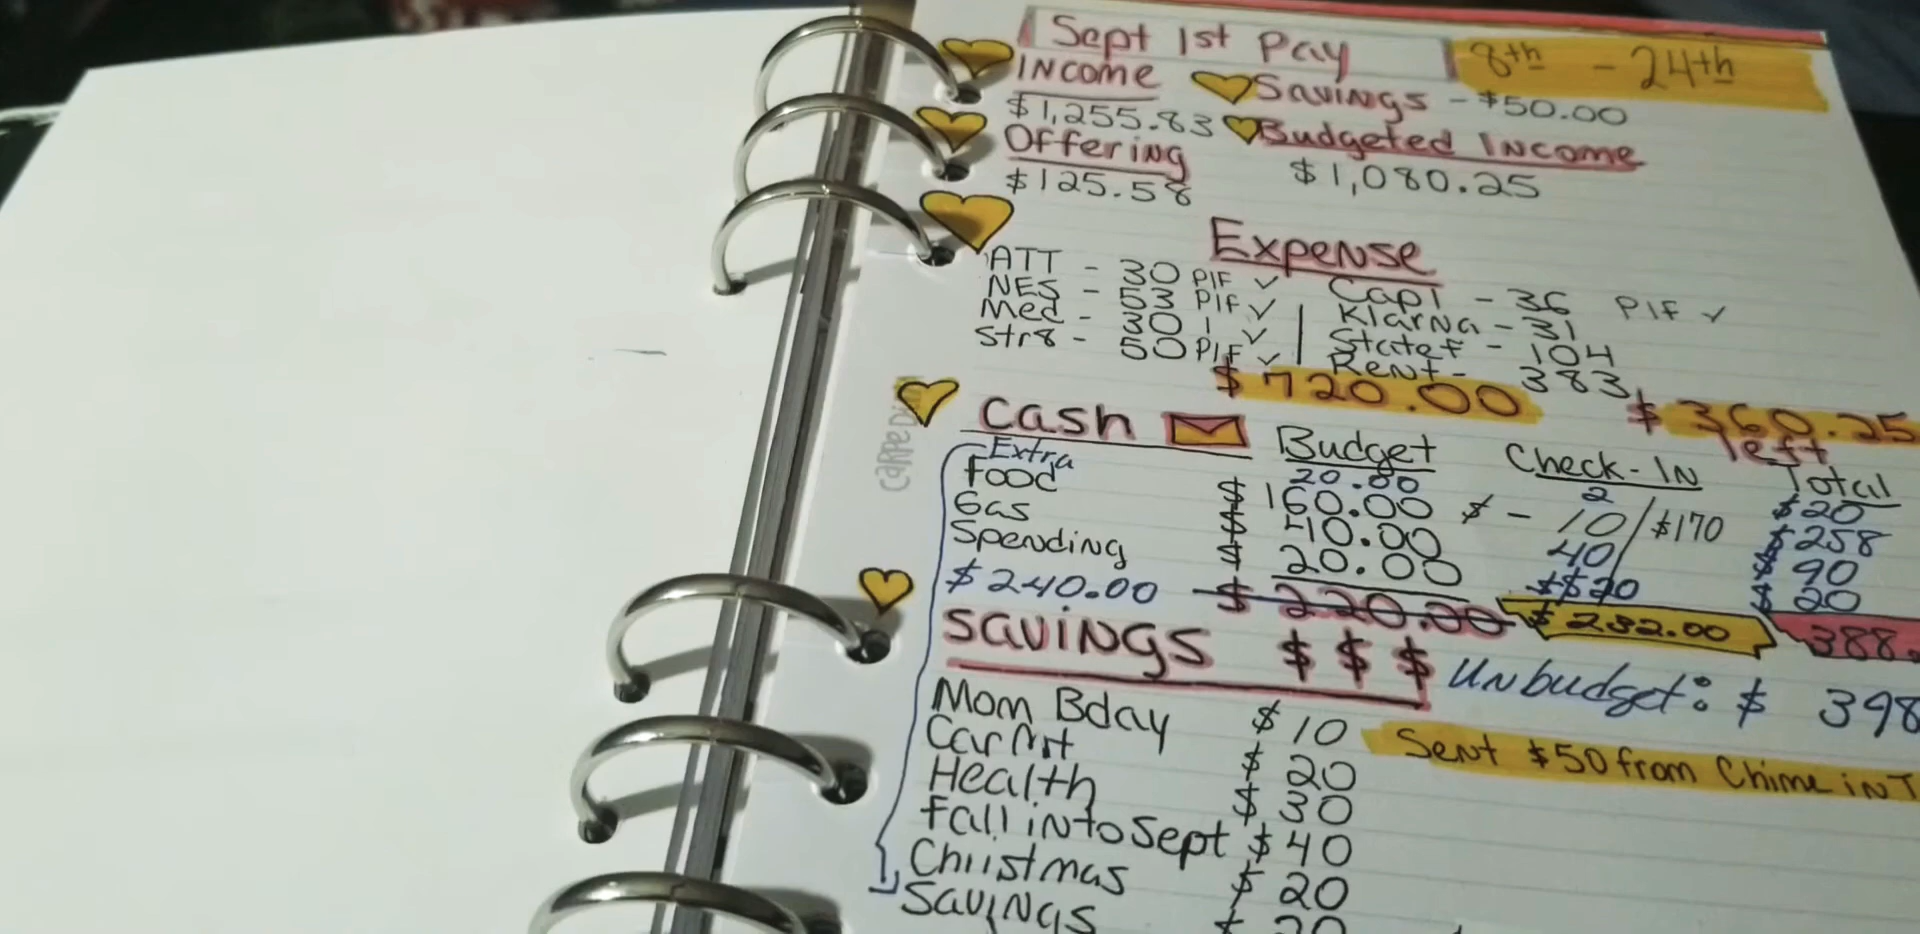 Sept 1st Pay
8th - 24th
Income
Savings - $50.00
$1,255.83
Budgeted Income
Offering
$1,080.25
$125.58
Expense
ATT - 30 PIF ✓
Cap1 - 36 PIF ✓
NES - 53 PIF ✓
Klarna - 31
Med - 30 ✓
Statef - 104
Str8 - 50 PIF ✓
Rent - 383
$720.00
$360.25
left
Cash
Budget
Check-In
Total
Extra
20.00
2
$20
Food
$160.00
$ - 10/$170
$258
Gas
40
90
Spending
$20.00
$20
20
$240.00
$220.00
$232.00
388.
Savings $$$
Unbudget: $ 398
Mom Bday $10
Sent $50 from Chime in T
$20
Health $30
Fall into Sept $40
Christmas $20
Savings
CARPE